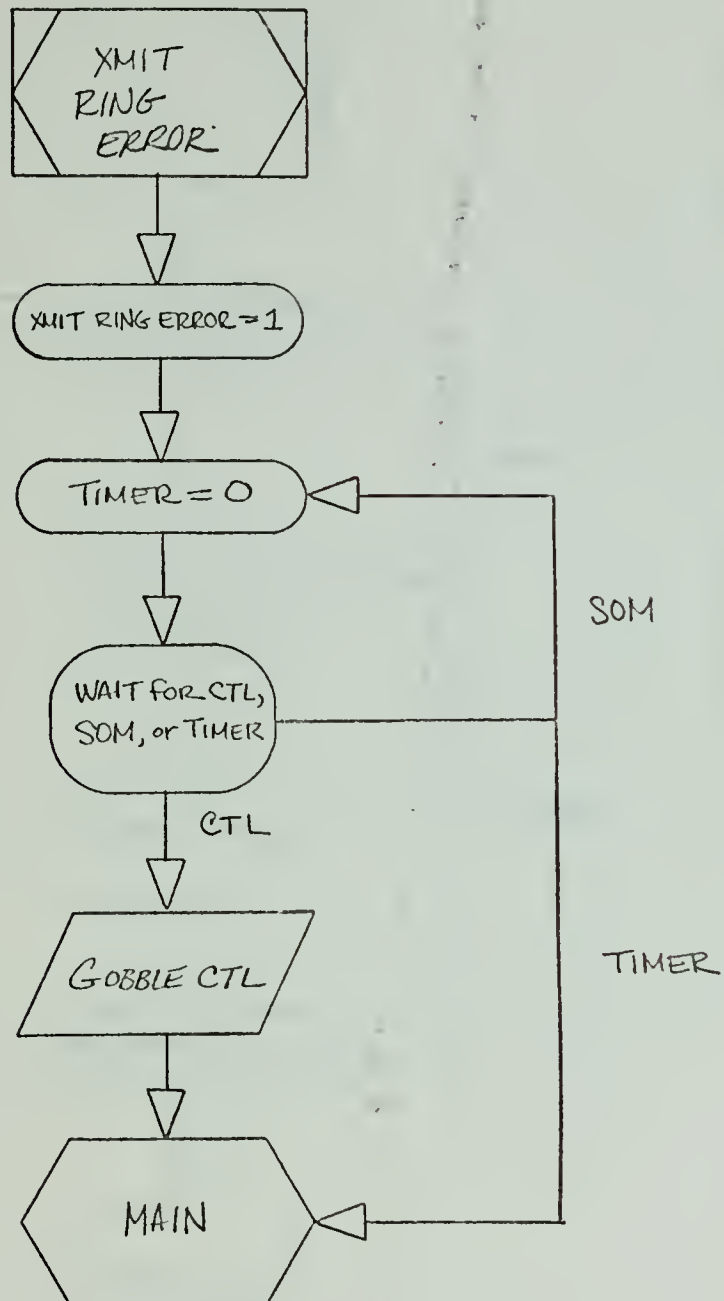 XMIT
RING
ERROR
XMIT RING ERROR = 1
TIMER = 0
SOM
WAIT FOR CTL,
SOM, or TIMER
CTL
GOBBLE CTL
TIMER
MAIN